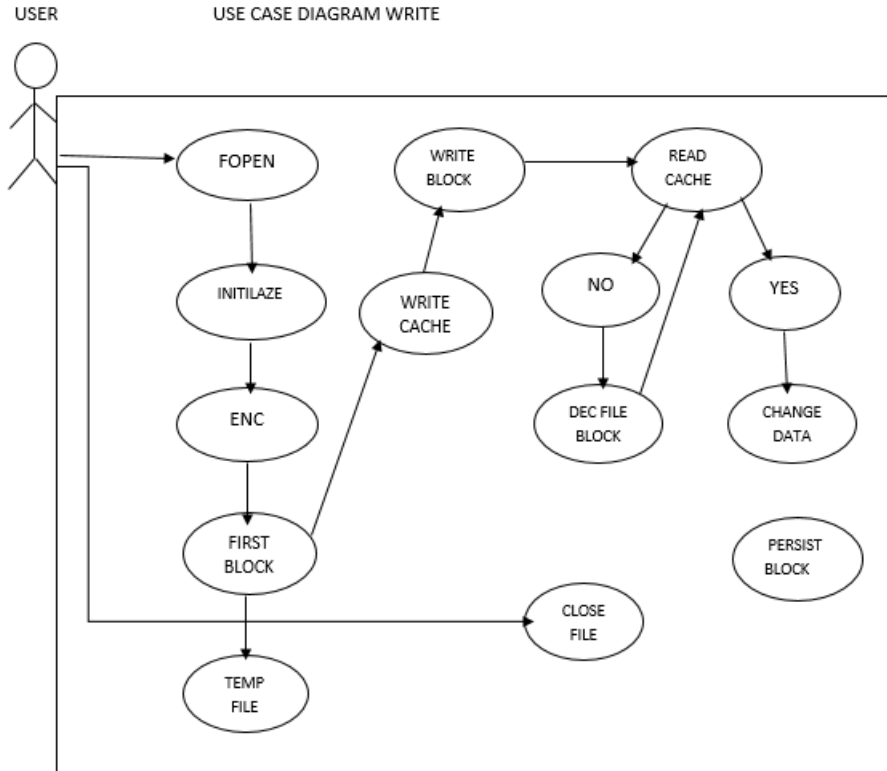 USER
USE CASE DIAGRAM WRITE
FOPEN
INITILAZE
ENC
FIRST
BLOCK
TEMP
FILE
WRITE
CACHE
WRITE
BLOCK
READ
CACHE
NO
YES
DEC FILE
BLOCK
CHANGE
DATA
PERSIST
BLOCK
CLOSE
FILE